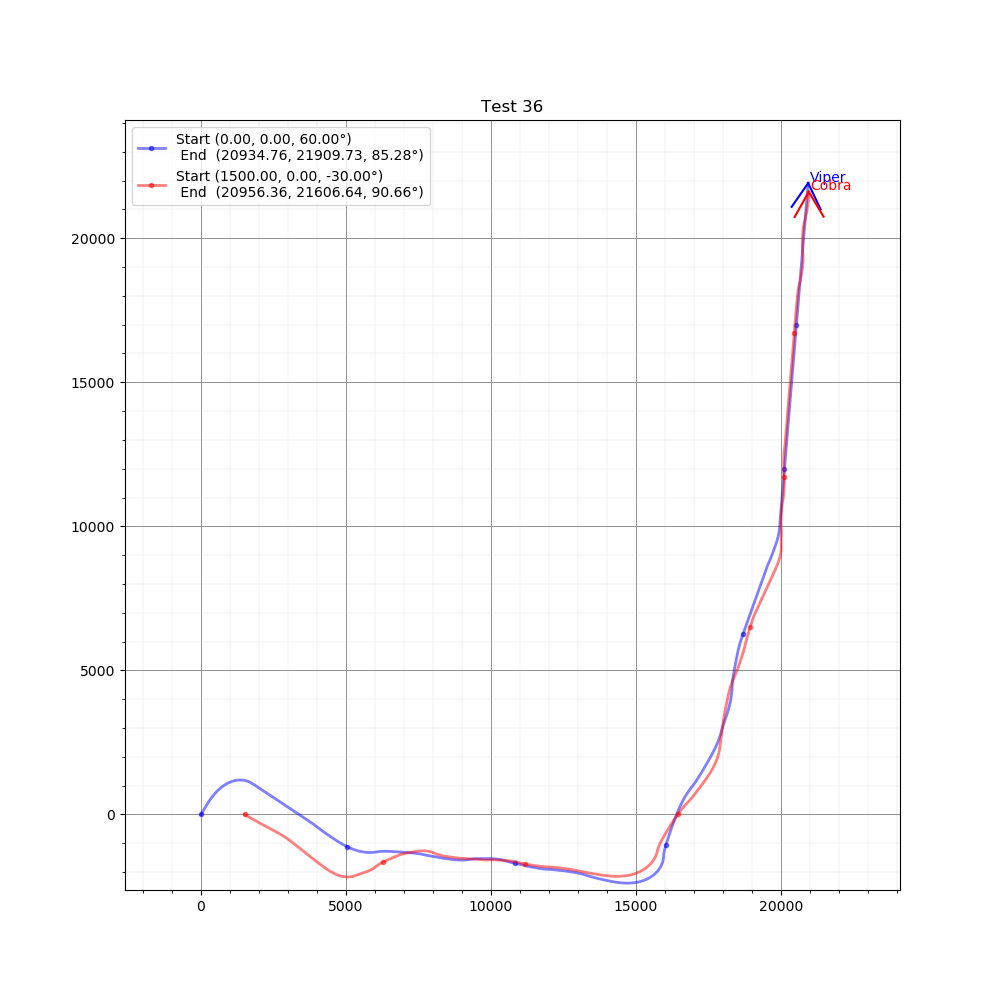 Test 36
Start (0.00, 0.00, 60.00°)
End (20934.76, 21909.73, 85.28°)
Start (1500.00, 0.00, -30.00°)
End (20956.36, 21606.64, 90.66°)
Viper
Cobra
20000
15000
10000
5000
0
0 5000 10000 15000 20000